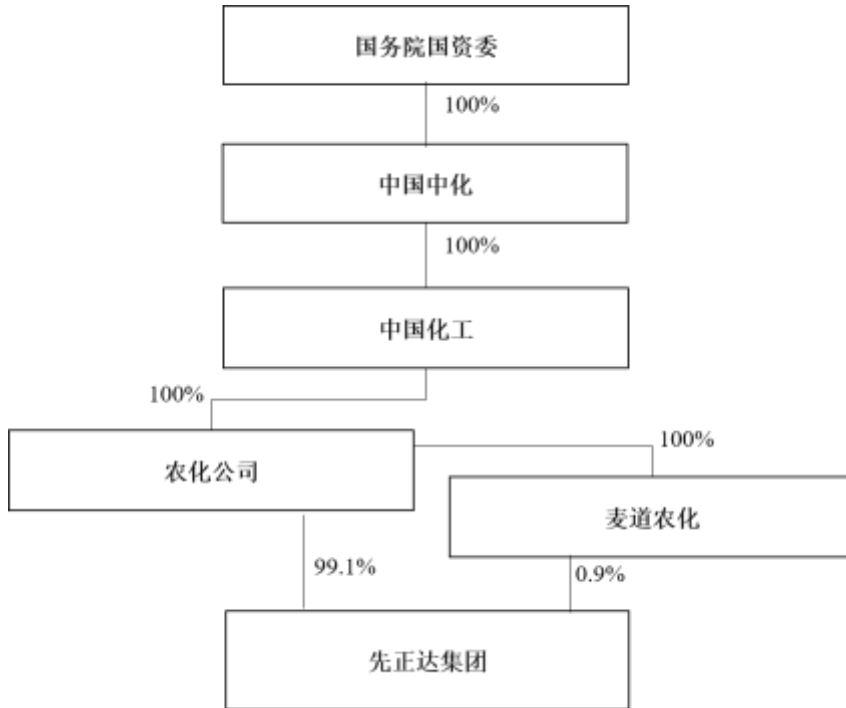 国务院国资委
100%
中国中化
100%
中国化工
100%
农化公司
100%
麦道农化
99.1%
0.9%
先正达集团